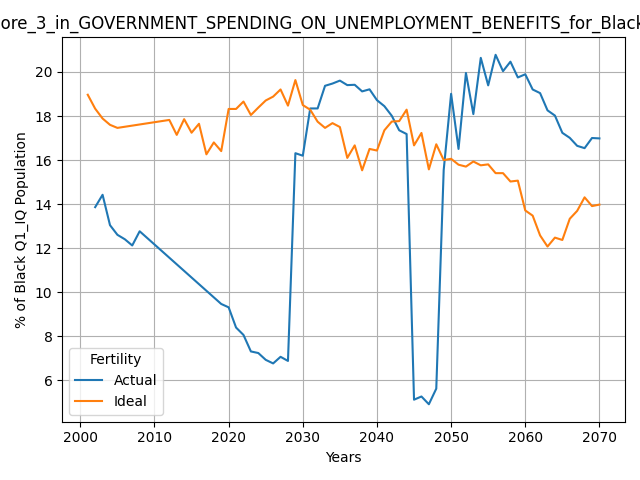 ore_3_in_GOVERNMENT_SPENDING_ON_UNEMPLOYMENT_BENEFITS_for_Black
% of Black Q1_IQ Population
20
18
16
14
12
10
8
6
Fertility
Actual
Ideal
2000 2010 2020 2030 2040 2050 2060 2070
Years